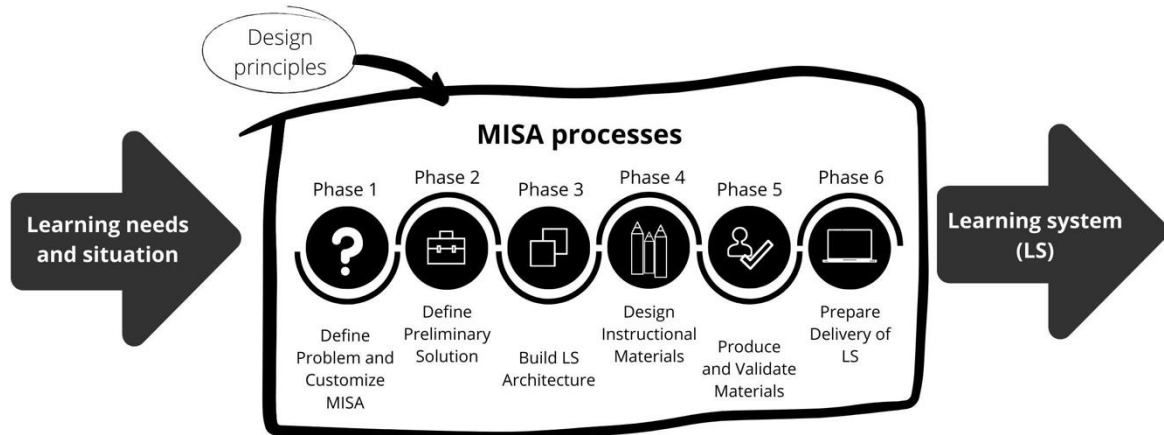 Design
principles
MISA processes
Learning needs
and situation
Phase 1
Phase 2
Phase 3
Phase 4
Phase 5
Phase 6
Define
Problem and
Customize
MISA
Define
Preliminary
Solution
Build LS
Architecture
Design
Instructional
Materials
Produce
and Validate
Materials
Prepare
Delivery of
LS
Learning system
(LS)